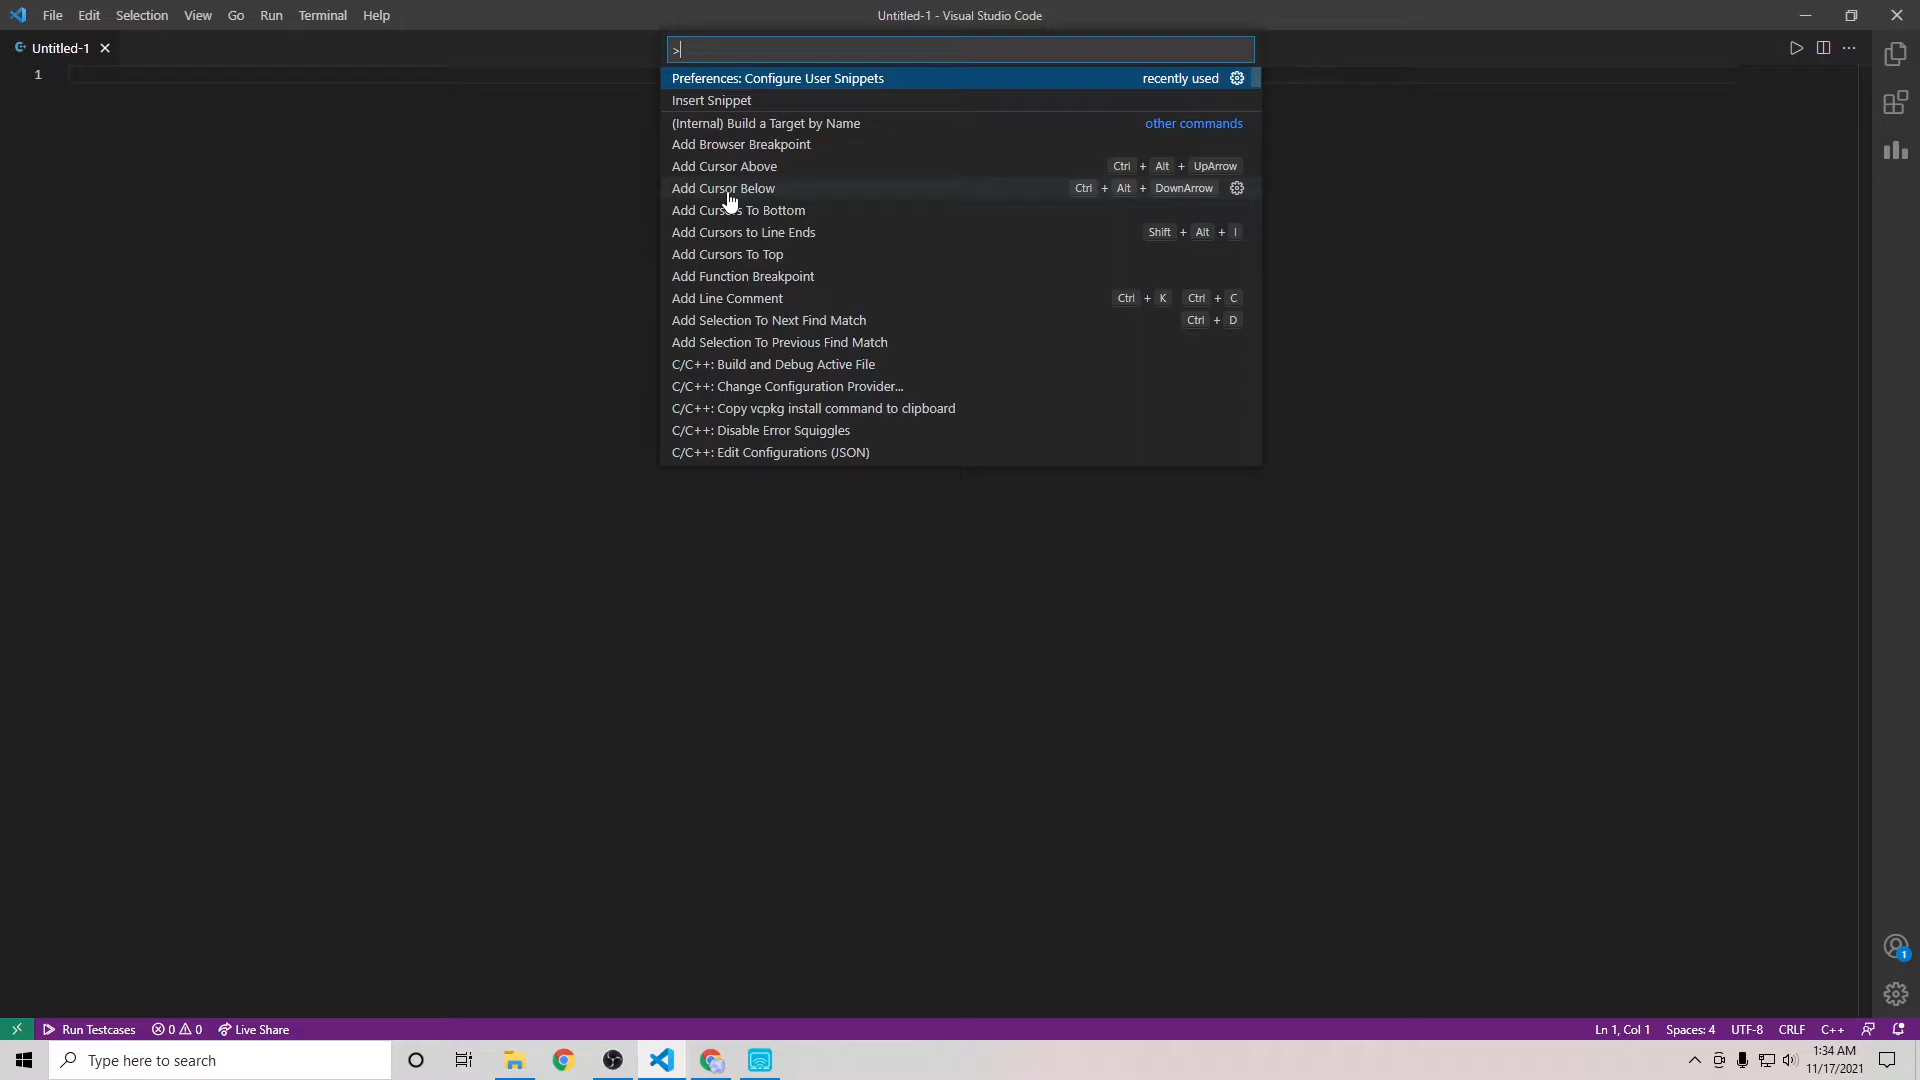 File Edit Selection View Go Run Terminal Help
Untitled-1 - Visual Studio Code
Untitled-1
>
1
Preferences: Configure User Snippets recently used
Insert Snippet
(Internal) Build a Target by Name other commands
Add Browser Breakpoint
Add Cursor Above Ctrl + Alt + UpArrow
Add Cursor Below Ctrl + Alt + DownArrow
Add Cursors To Bottom
Add Cursors to Line Ends Shift + Alt + I
Add Cursors To Top
Add Function Breakpoint
Add Line Comment Ctrl + K Ctrl + C
Add Selection To Next Find Match Ctrl + D
Add Selection To Previous Find Match
C/C++: Build and Debug Active File
C/C++: Change Configuration Provider...
C/C++: Copy vcpkg install command to clipboard
C/C++: Disable Error Squiggles
C/C++: Edit Configurations (JSON)
1
Run Testcases 0 0 Live Share
Ln 1, Col 1 Spaces: 4 UTF-8 CRLF C++
Type here to search
1:34 AM
11/17/2021